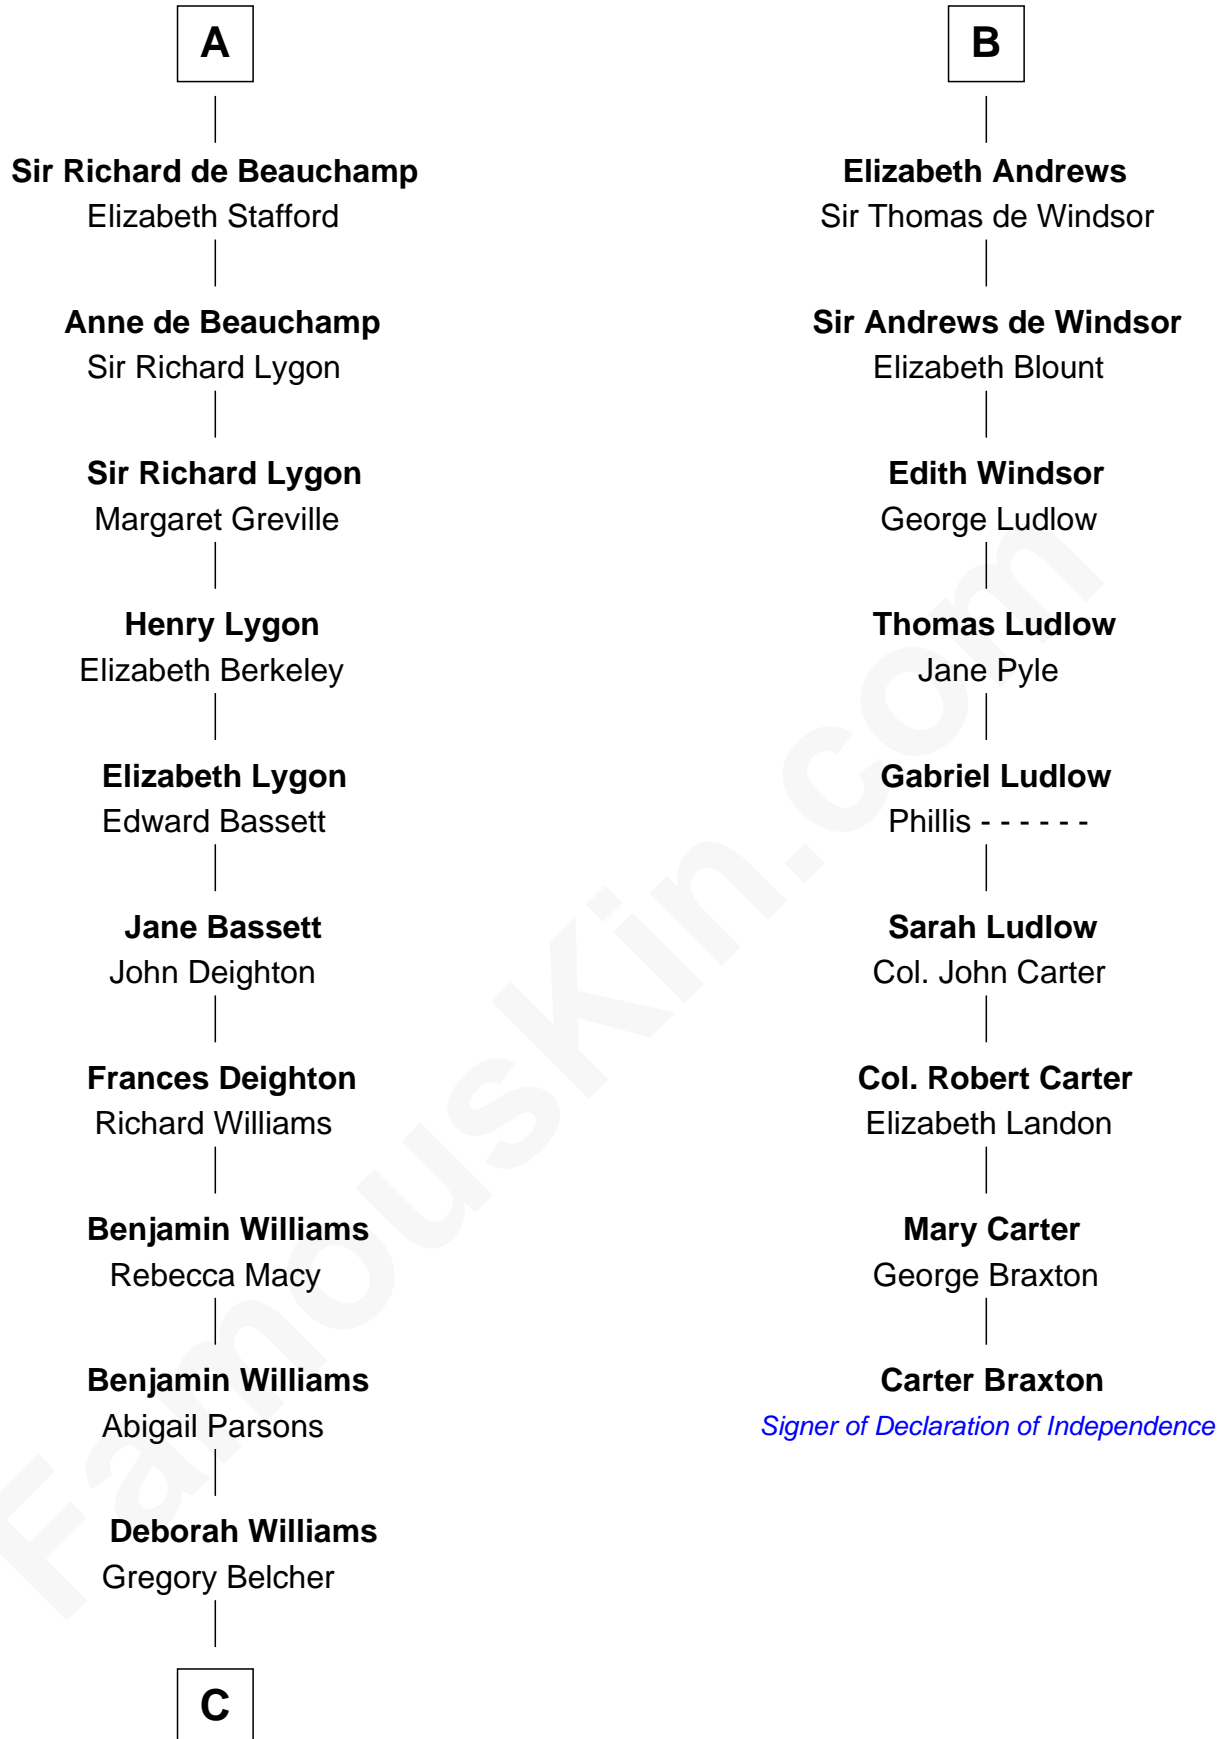 A
Sir Richard de Beauchamp
Elizabeth Stafford
Anne de Beauchamp
Sir Richard Lygon
Sir Richard Lygon
Margaret Greville
Henry Lygon
Elizabeth Berkeley
Elizabeth Lygon
Edward Bassett
Jane Bassett
John Deighton
Frances Deighton
Richard Williams
Benjamin Williams
Rebecca Macy
Benjamin Williams
Abigail Parsons
Deborah Williams
Gregory Belcher
C
B
Elizabeth Andrews
Sir Thomas de Windsor
Sir Andrews de Windsor
Elizabeth Blount
Edith Windsor
George Ludlow
Thomas Ludlow
Jane Pyle
Gabriel Ludlow
Phillis - - - - - -
Sarah Ludlow
Col. John Carter
Col. Robert Carter
Elizabeth Landon
Mary Carter
George Braxton
Carter Braxton
Signer of Declaration of Independence
FamousKin.com